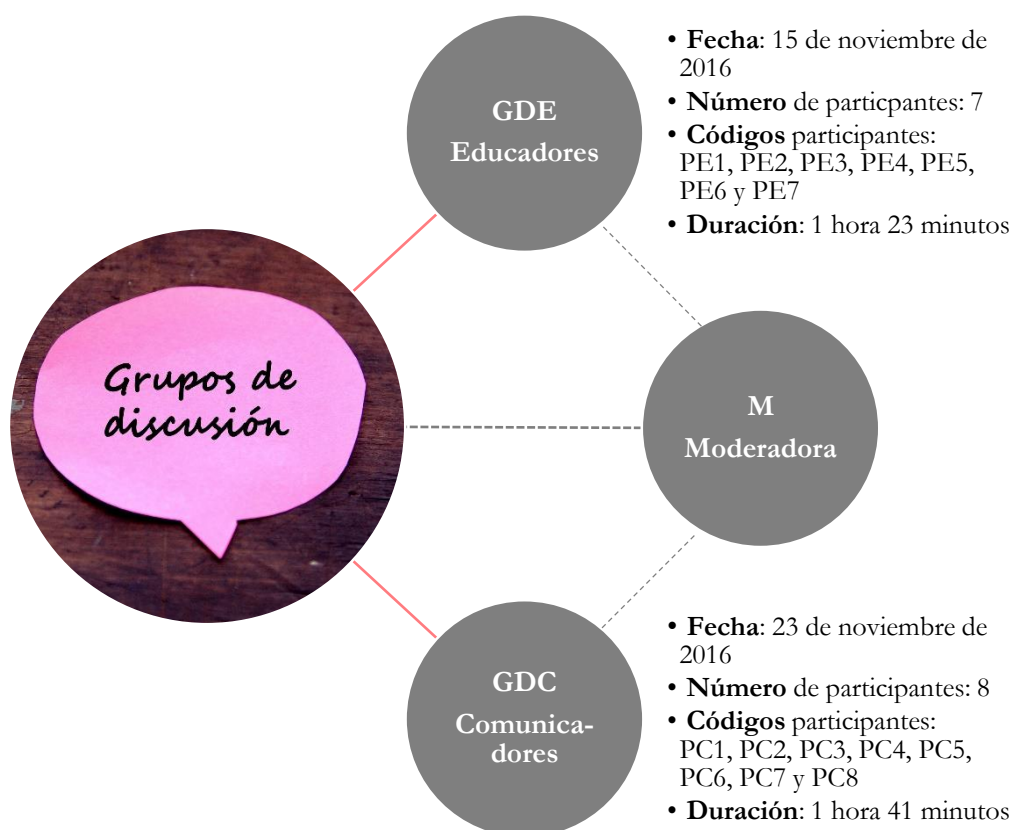 GDE
Educadores
• Fecha: 15 de noviembre de
2016
• Número de particpantes: 7
• Códigos participantes:
PE1, PE2, PE3, PE4, PE5,
PE6 y PE7
• Duración: 1 hora 23 minutos
Grupos de
discusión
M
Moderadora
GDC
Comunica-
dores
• Fecha: 23 de noviembre de
2016
• Número de participantes: 8
• Códigos participantes:
PC1, PC2, PC3, PC4, PC5,
PC6, PC7 y PC8
• Duración: 1 hora 41 minutos